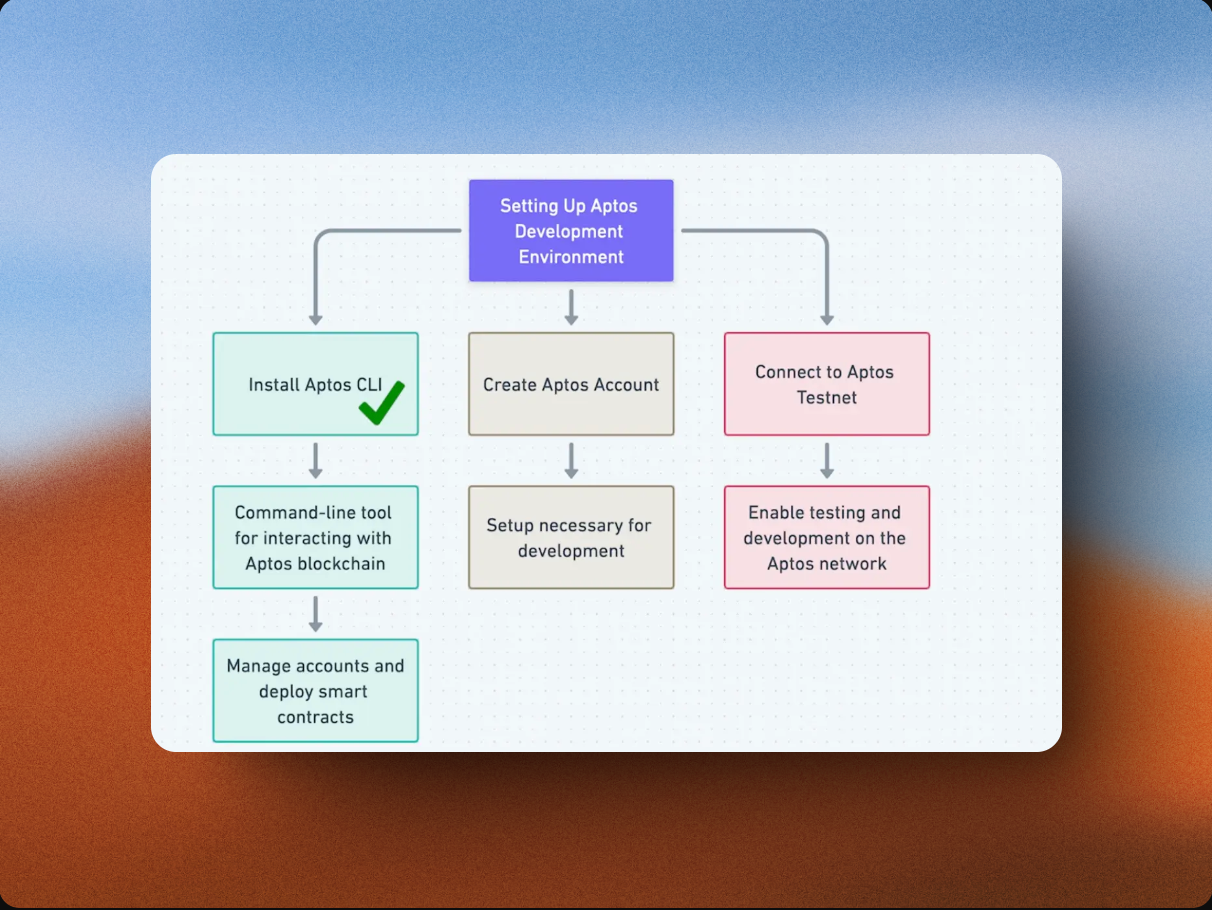 Setting Up Aptos
Development
Environment
Install Aptos CLI
Create Aptos Account
Connect to Aptos
Testnet
Command-line tool
for interacting with
Aptos blockchain
Setup necessary for
development
Enable testing and
development on the
Aptos network
Manage accounts and
deploy smart
contracts